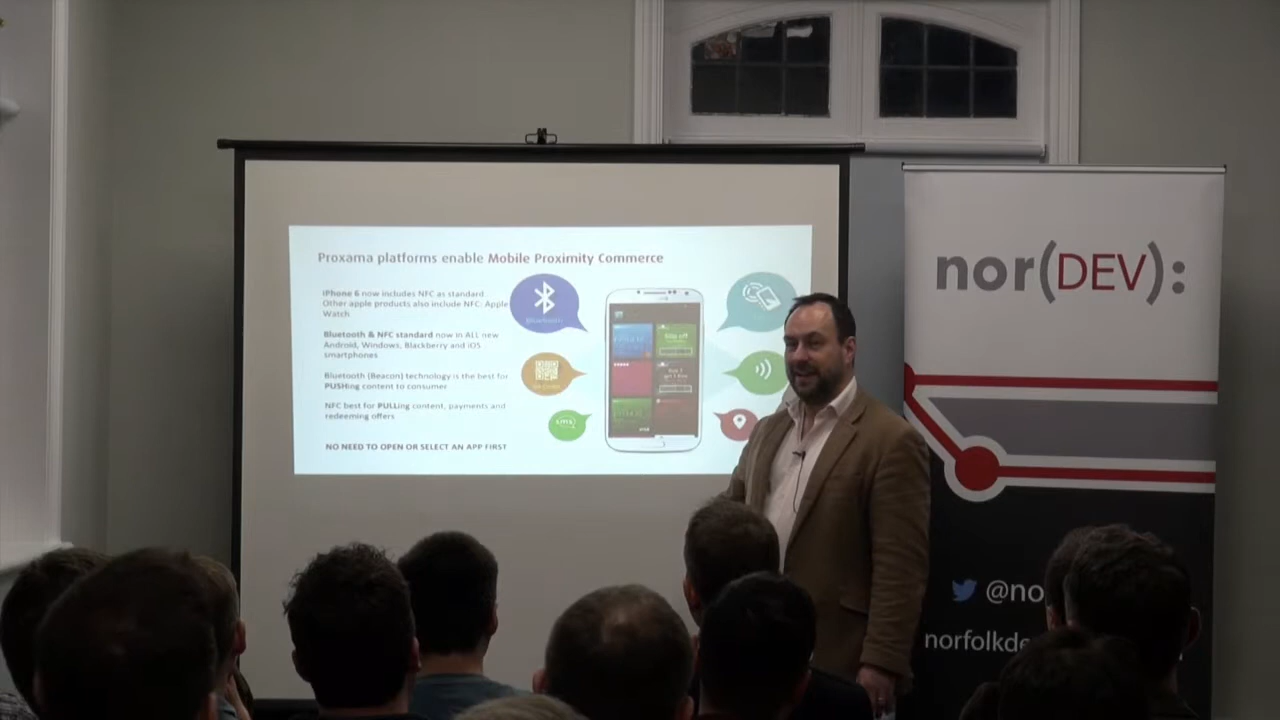 Proxama platforms enable Mobile Proximity Commerce
iPhone 6 now includes NFC as standard
Other apple products also include NFC: Apple
Watch
Bluetooth & NFC standard now in ALL new
Android, Windows, Blackberry and iOS
smartphones
Bluetooth (Beacon) technology is the best for
PUSHing content to consumer
NFC best for PULLing content, payments and
redeeming offers
NO NEED TO OPEN OR SELECT AN APP FIRST
Bluetooth
sms
nor(DEV):
@no
norfolkde